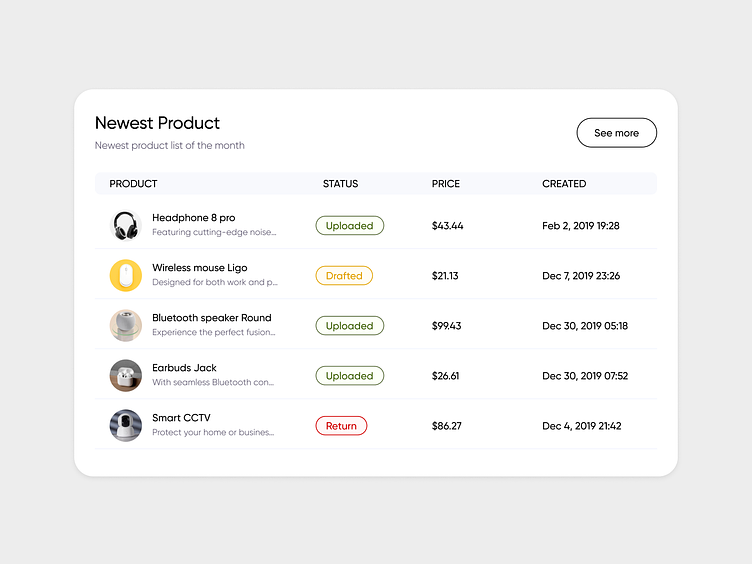 Newest Product
Newest product list of the month
See more
PRODUCT STATUS PRICE CREATED
Headphone 8 pro
Featuring cutting-edge noise...
Uploaded $43.44 Feb 2, 2019 19:28
Wireless mouse Ligo
Designed for both work and p...
Drafted $21.13 Dec 7, 2019 23:26
Bluetooth speaker Round
Experience the perfect fusion...
Uploaded $99.43 Dec 30, 2019 05:18
Earbuds Jack
With seamless Bluetooth con...
Uploaded $26.61 Dec 30, 2019 07:52
Smart CCTV
Protect your home or busines...
Return $86.27 Dec 4, 2019 21:42